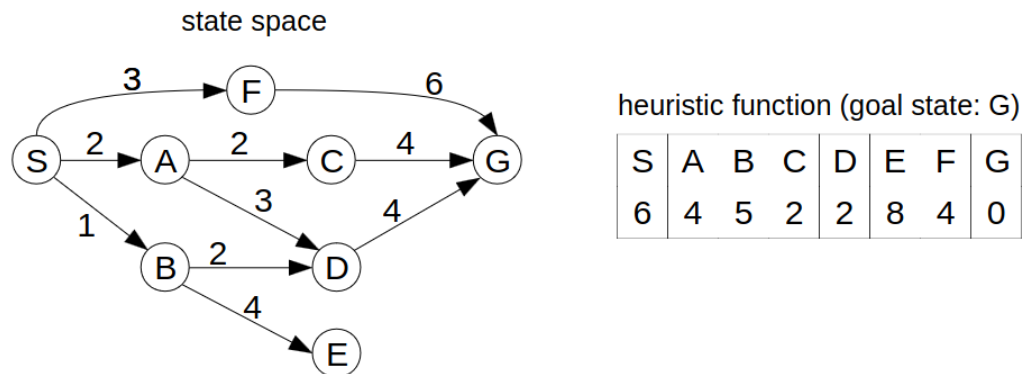 state space
3
F
6
heuristic function (goal state: G)
S
2
A
2
C
4
G
S A B C D E F G
6 4 5 2 2 8 4 0
3
4
1
B
2
D
4
E